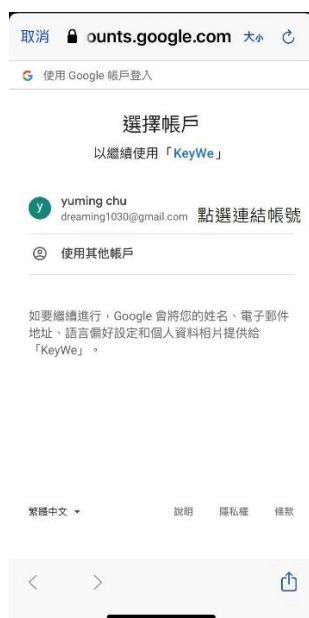 取消 ounts.google.com 大小
G 使用 Google 帳戶登入
選擇帳戶
以繼續使用「KeyWe」
y yuming chu
dreaming1030@gmail.com 點選連結帳號
使用其他帳戶
如要繼續進行，Google 會將您的姓名、電子郵件
地址、語言偏好設定和個人資料相片提供給
「KeyWe」。
繁體中文 說明 隱私權 條款